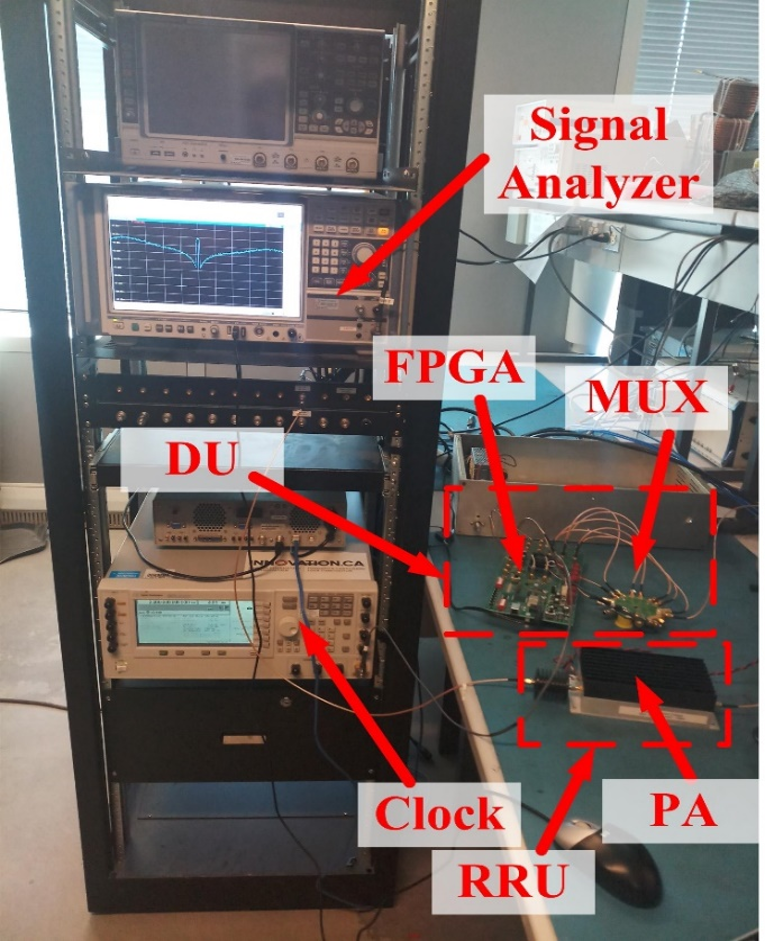 Signal
Analyzer
FPGA
MUX
DU
INNOVATION.CA
Clock
PA
RRU